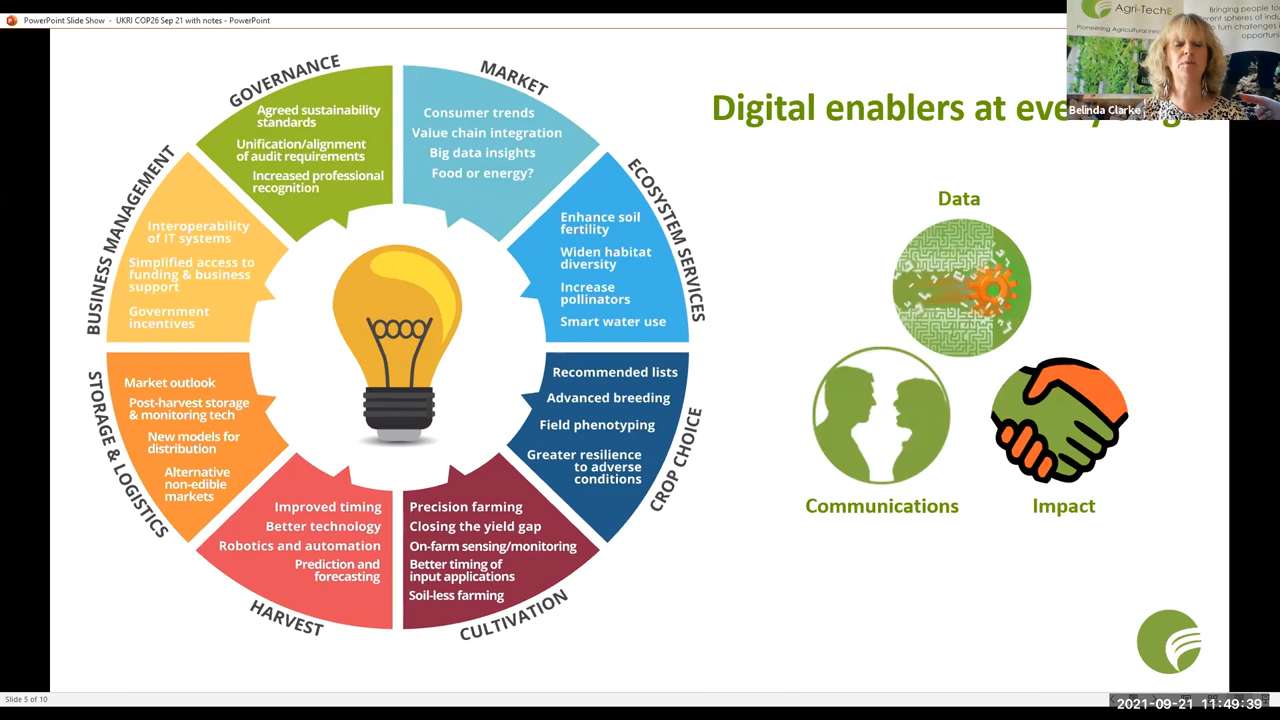 PowerPoint Slide Show - UKRI COP26 Sep 21 with notes - PowerPoint
Agri-TechE
Pioneering Agricultural
Bringing people
Belinda Clarke
Digital enablers at
GOVERNANCE
Agreed sustainability
standards
Unification/alignment
of audit requirements
Increased professional
recognition
MARKET
Consumer trends
Value chain integration
Big data insights
Food or energy?
ECOSYSTEM SERVICES
Enhance soil
fertility
Widen habitat
diversity
Increase
pollinators
Smart water use
CROP CHOICE
Recommended lists
Advanced breeding
Field phenotyping
Greater resilience
to adverse
conditions
CULTIVATION
Precision farming
Closing the yield gap
On-farm sensing/monitoring
Better timing of
input applications
Soil-less farming
HARVEST
Improved timing
Better technology
Robotics and automation
Prediction and
forecasting
STORAGE & LOGISTICS
Market outlook
Post-harvest storage
& monitoring tech
New models for
distribution
Alternative
non-edible
markets
BUSINESS MANAGEMENT
Interoperability
of IT systems
Simplified access to
funding & business
support
Government
incentives
Data
Communications
Impact
Slide 5 of 10
2021-09-21 11:49:39